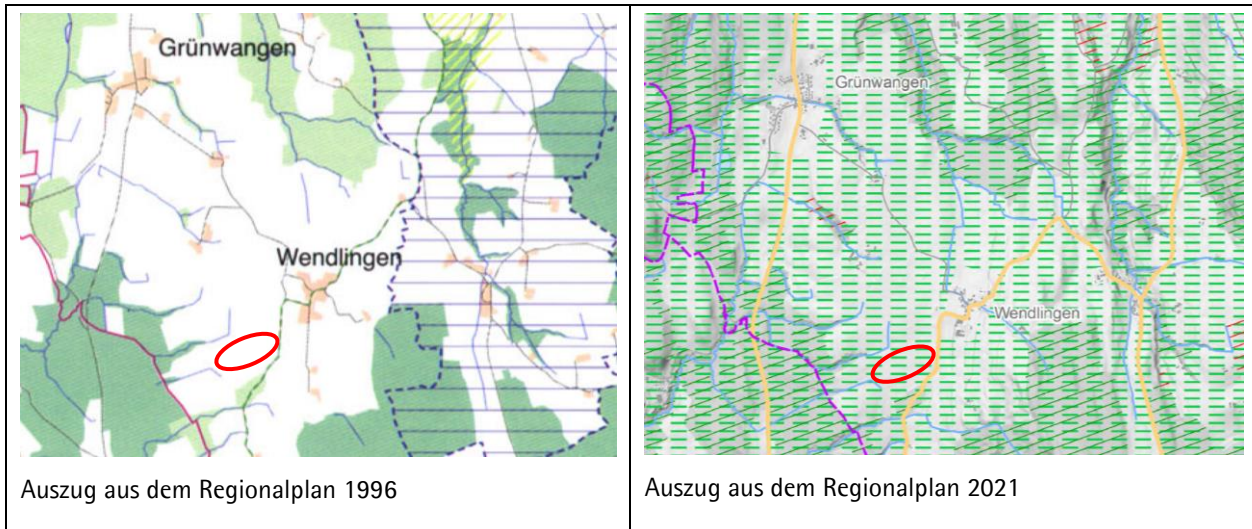 Grünwangen
Wendlingen
Auszug aus dem Regionalplan 1996
Grünwangen
Wendlingen
Auszug aus dem Regionalplan 2021